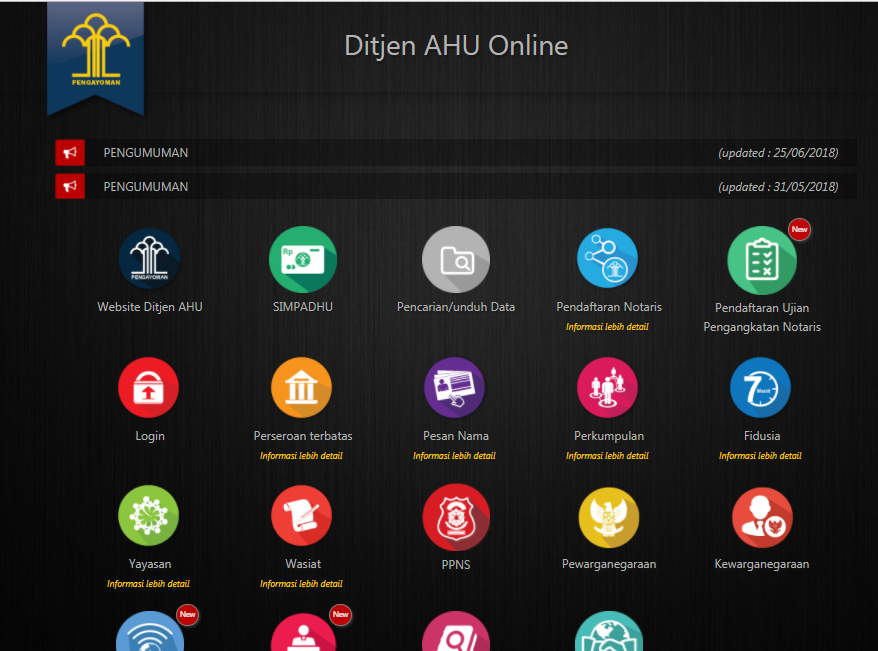 PENGAYOMAN
Ditjen AHU Online
PENGUMUMAN
(updated : 25/06/2018)
PENGUMUMAN
(updated : 31/05/2018)
PENGAYOMAN
Rp
New
Website Ditjen AHU
SIMPADHU
Pencarian/unduh Data
Pendaftaran Notaris
Informasi lebih detail
Pendaftaran Ujian
Pengangkatan Notaris
7
Menit
Login
Perseroan terbatas
Informasi lebih detail
Pesan Nama
Informasi lebih detail
Perkumpulan
Informasi lebih detail
Fidusia
Informasi lebih detail
Yayasan
Informasi lebih detail
Wasiat
Informasi lebih detail
PPNS
Pewarganegaraan
Kewarganegaraan
New
New